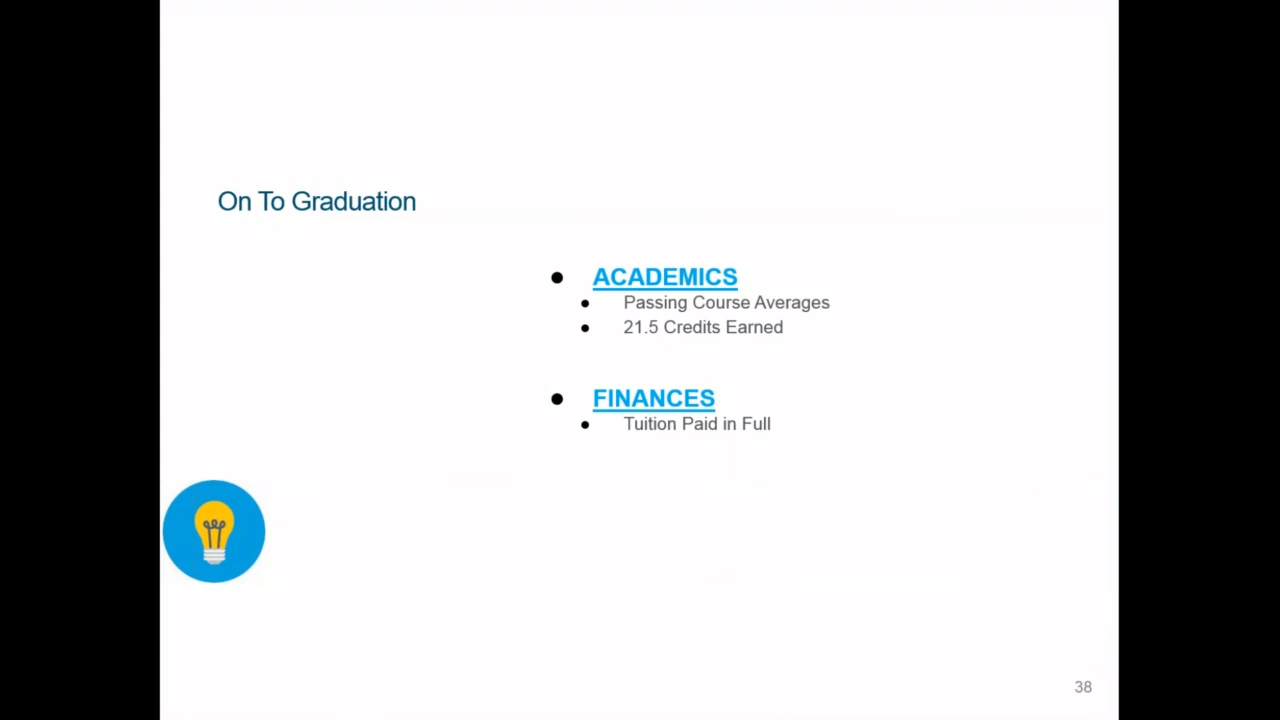 On To Graduation
● ACADEMICS
● Passing Course Averages
● 21.5 Credits Earned
● FINANCES
● Tuition Paid in Full
38